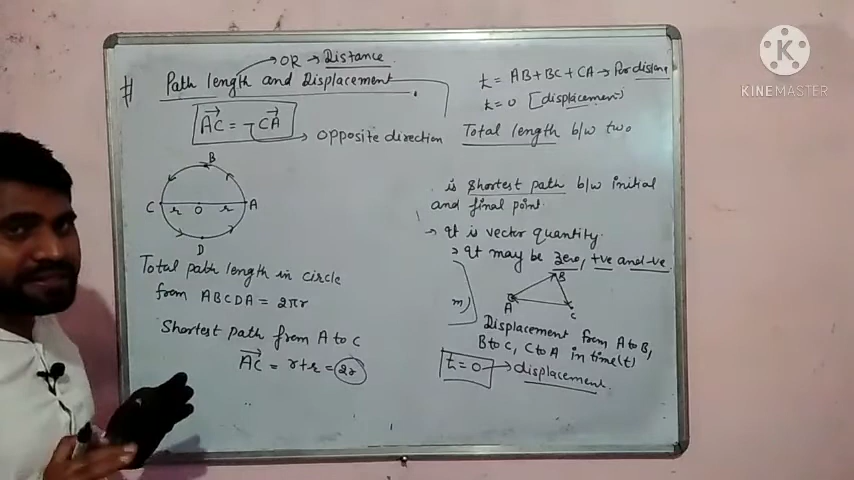 OR → Distance
# Path length and Displacement.
AC = -CA
opposite direction
B
C r O r A
D
Total path length in circle
from ABCDA = 2πr
Shortest path from A to C
AC = r+r = 2r
t = AB+BC+CA → For distan
t = 0 [displacement]
Total length b/w two
is shortest path b/w initial
and final point.
→ It is vector quantity.
→ It may be zero, +ve and -ve
m)
B
A
C
Displacement from A to B,
B to C, C to A in time(t)
t = 0 → displacement.
KINEMASTER